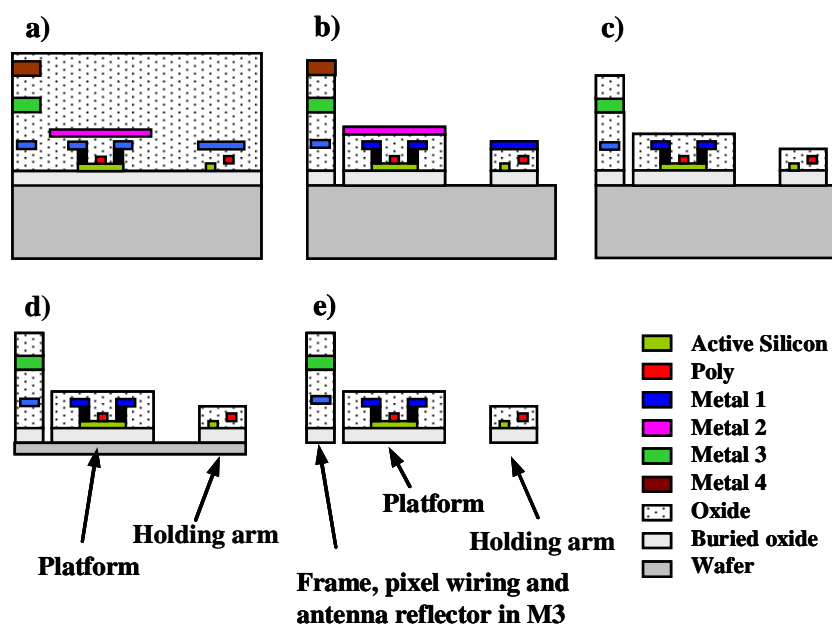 a)
b)
c)
d)
e)
Active Silicon
Poly
Metal 1
Metal 2
Metal 3
Metal 4
Oxide
Buried oxide
Wafer
Platform
Holding arm
Platform
Holding arm
Frame, pixel wiring and
antenna reflector in M3